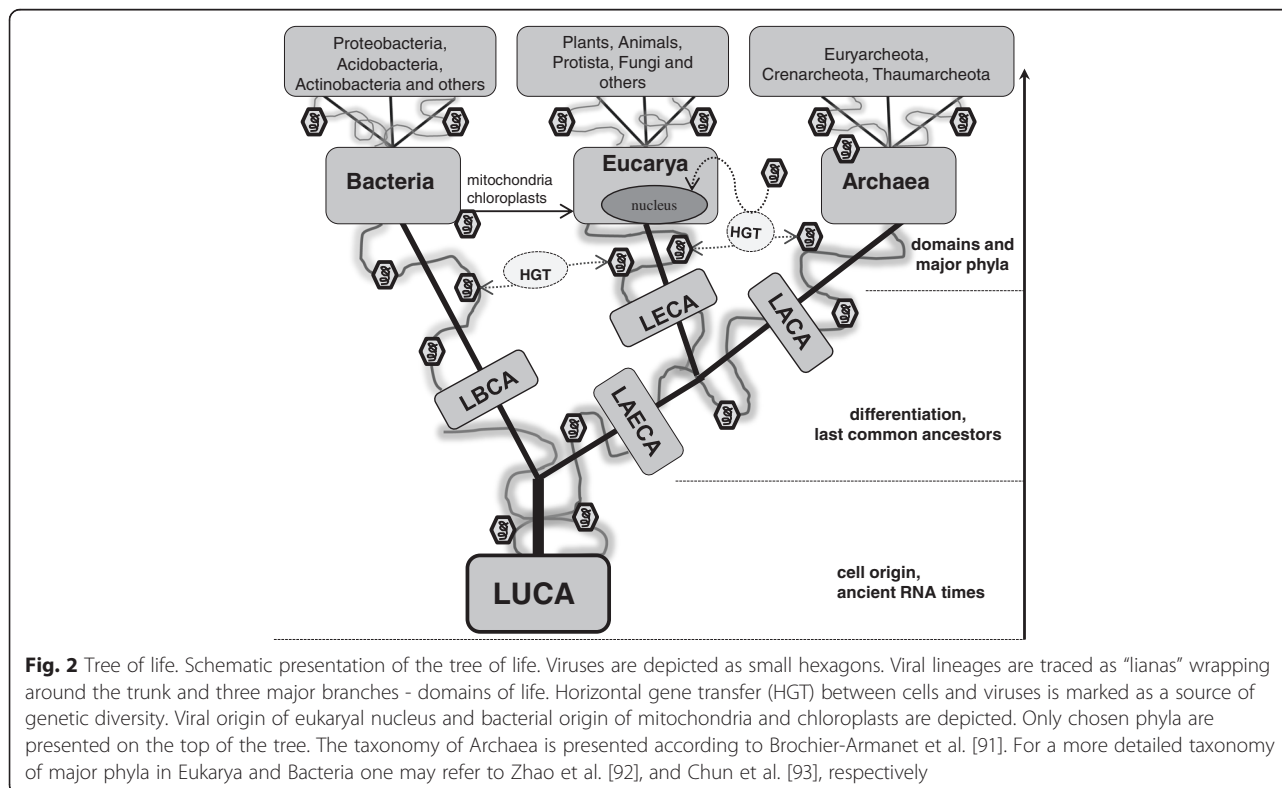 Proteobacteria,
Acidobacteria,
Actinobacteria and others
Plants, Animals,
Protista, Fungi and
others
Euryarcheota,
Crenarcheota, Thaumarcheota
Bacteria
mitochondria
chloroplasts
Eucarya
nucleus
Archaea
HGT
HGT
domains and
major phyla
LECA
LACA
LBCA
LAECA
differentiation,
last common ancestors
LUCA
cell origin,
ancient RNA times
Fig. 2 Tree of life. Schematic presentation of the tree of life. Viruses are depicted as small hexagons. Viral lineages are traced as “lianas” wrapping
around the trunk and three major branches - domains of life. Horizontal gene transfer (HGT) between cells and viruses is marked as a source of
genetic diversity. Viral origin of eukaryal nucleus and bacterial origin of mitochondria and chloroplasts are depicted. Only chosen phyla are
presented on the top of the tree. The taxonomy of Archaea is presented according to Brochier-Armanet et al. [91]. For a more detailed taxonomy
of major phyla in Eukarya and Bacteria one may refer to Zhao et al. [92], and Chun et al. [93], respectively